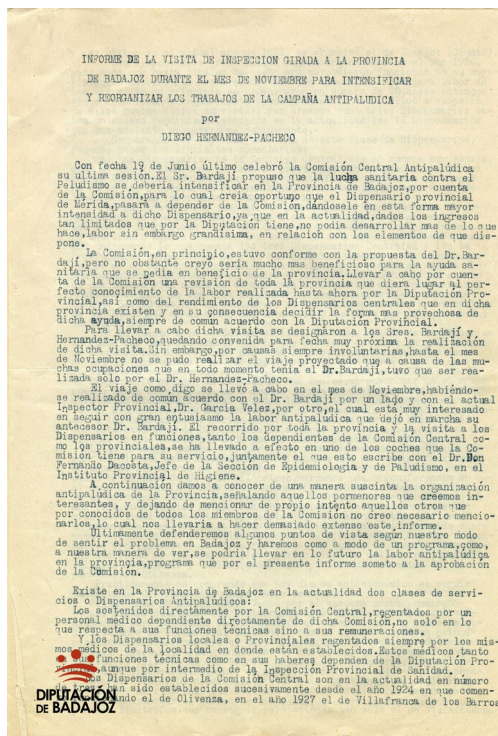 INFORME DE LA VISITA DE INSPECCION GIRADA A LA PROVINCIA
DE BADAJOZ DURANTE EL MES DE NOVIEMBRE PARA INTENSIFICAR
Y REORGANIZAR LOS TRABAJOS DE LA CAMPAÑA ANTIPALUDICA
por
DIEGO HERNANDEZ-PACHECO
Con fecha 19 de Junio último celebró la Comisión Central Antipalúdica
su ultima sesion.El Sr. Bardají propuso que la lucha sanitaria contra el
Paludismo se,deberia intensificar en la Provincia de Badajoz,por cuenta
de la Comisión,para lo cual creia oportuno que el Dispensario provincial
de Mérida,pasará a depender de la Comisión,dándosele en esta forma mayor
intensidad a dicho Dispensario,ya que en la actualidad,dados los ingresos
tan limitados que por la Diputación tiene,no podia desarrollar mas de lo que
hace,labor sin embargo grandísima, en relación con los elementos de que dis-
pone.
La Comisión,en principio,estuvo conforme con la propuesta del Dr.Bar-
dají,pero no obstante creyó seria mucho mas beneficioso para la ayuda sa-
nitaria que se pedia en beneficio de la provincia.Llevar a cabo por cuen-
ta de la Comisión una revisión de toda la provincia que diera lugar al per-
fecto conocimiento de la labor realizada hasta ahora por la Diputación Pro-
vincial,asi como del rendimiento de los Dispensarios centrales que en dicha
provincia existen y en su consecuencia decidir la forma mas provechosa de
dicha ayuda,siempre de común acuerdo con la Diputación Provincial.
Para llevar a cabo dicha visita se designaron a los Sres. Bardají y
Hernandez-Pacheco,quedando convenida para fecha muy próxima la realización
de dicha visita.Sin embargo,por causas siempre involuntarias,hasta el mes
de Noviembre no se pudo realizar el viaje proyectado que a causa de las mu-
chas ocupaciones que en todo momento tenia el Dr.Bardají,tuvo que ser rea-
lizada sólo por el Dr. Hernandez-Pacheco.
El viaje como digo se llevó a cabo en el mes de Noviembre,habiéndo-
se realizado de común acuerdo con el Dr. Bardají por un lado y con el actual
Inspector Provincial,Dr. Garcia Velez,por otro,el cual está muy interesado
en seguir con gran entusiasmo la labor antipaludica que dejó en marcha su
antecesor Dr. Bardají. El recorrido por toda la provincia y la visita a los
Dispensarios en funciones,tanto los dependientes de la Comisión Central co-
mo los provinciales,se ha llevado a efecto en uno de los coches que la Co-
misión tiene para su servicio,juntamente el que esto escribe con el Dr.Don
Fernando Dacosta,Jefe de la Sección de Epidemiologia y de Paludismo, en el
Instituto Provincial de Higiene.
A continuación damos a conocer de una manera suscinta la organización
antipalúdica de la Provincia,señalando aquellos pormenores que creemos in-
teresantes, y dejando de mencionar de propio intento aquellos otros que
por conocidos de todos los miembros de la Comisión no creo necesario mencio-
narlos,lo cual nos llevaria a hacer demasiado extenso este informe.
Ultimamente defenderemos algunos puntos de vista según nuestro modo
de sentir el problema en Badajoz y haremos como a modo de un programa,como,
a nuestra manera de ver,se podria llevar en lo futuro la labor antipaludica
en la provincia,programa que por el presente informe someto a la aprobación
de la Comisión.
Existe en la Provincia de Badajoz en la actualidad dos clases de servi-
cios o Dispensarios Antipalúdicos:
Los sostenidos directamente por la Comisión Central,regentados por un
personal médico dependiente directamente de dicha Comisión,no solo en lo
que respecta a sus funciones técnicas sino a sus remuneraciones.
Y los Dispensarios locales o Provinciales regentados siempre por los mis-
mos médicos de la localidad en donde están establecidos.Estos médicos,tanto
en sus funciones técnicas como en sus haberes dependen de la Diputación Pro-
vincial,aunque por intermedio de la Inspección Provincial de Sanidad.
Los Dispensarios de la Comisión Central son en la actualidad en número
de tres han sido establecidos sucesivamente desde el año 1924 en que comen-
ando el de Olivenza, en el año 1927 el de Villafranca de los Barros
DIPUTACIÓN
DE BADAJOZ